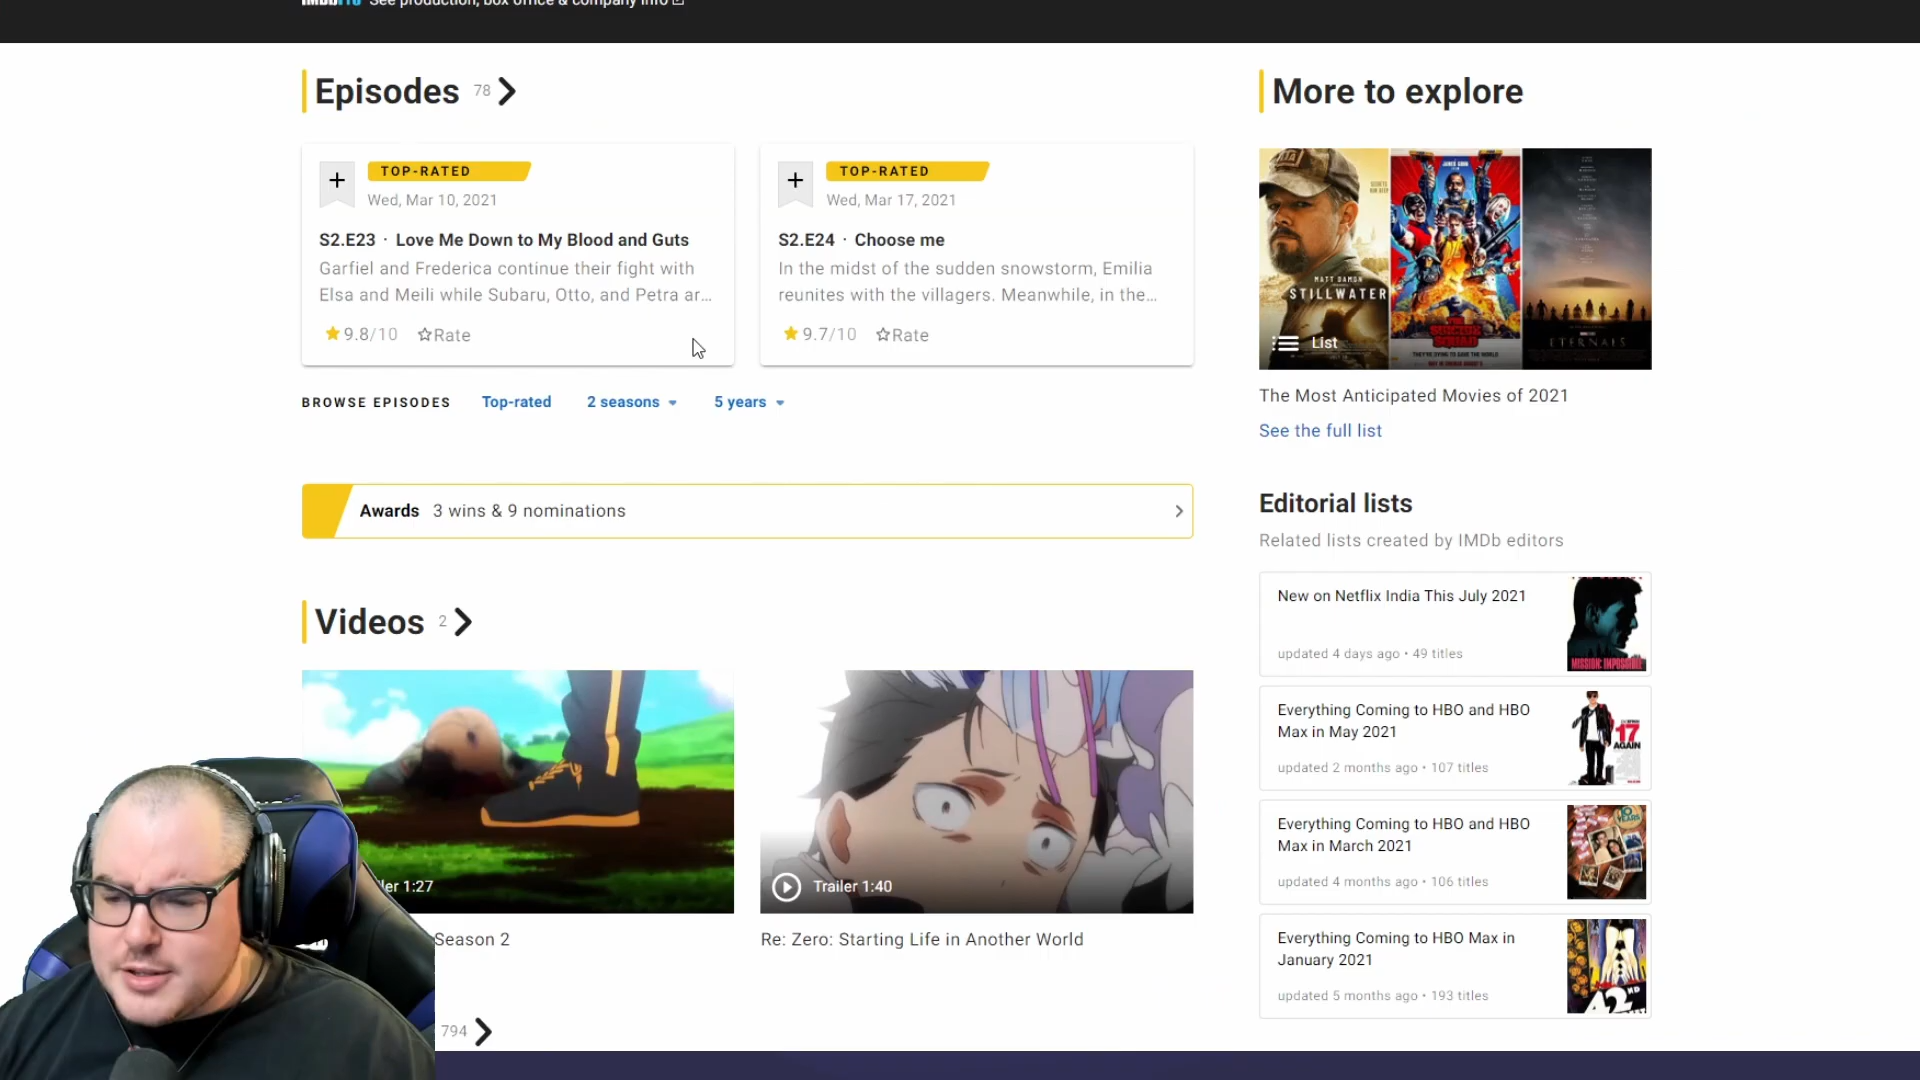 See production, box office & company info
Episodes 78
TOP-RATED
Wed, Mar 10, 2021
S2.E23 · Love Me Down to My Blood and Guts
Garfiel and Frederica continue their fight with
Elsa and Meili while Subaru, Otto, and Petra ar...
9.8/10 Rate
TOP-RATED
Wed, Mar 17, 2021
S2.E24 · Choose me
In the midst of the sudden snowstorm, Emilia
reunites with the villagers. Meanwhile, in the...
9.7/10 Rate
BROWSE EPISODES Top-rated 2 seasons 5 years
Awards 3 wins & 9 nominations
Videos 2
1:27
Season 2
Trailer 1:40
Re: Zero: Starting Life in Another World
794
More to explore
MATT DAMON
STILLWATER
ETERNALS
List
The Most Anticipated Movies of 2021
See the full list
Editorial lists
Related lists created by IMDb editors
New on Netflix India This July 2021
updated 4 days ago • 49 titles
MISSION: IMPOSSIBLE
Everything Coming to HBO and HBO
Max in May 2021
updated 2 months ago • 107 titles
17
AGAIN
Everything Coming to HBO and HBO
Max in March 2021
updated 4 months ago • 106 titles
Everything Coming to HBO Max in
January 2021
updated 5 months ago • 193 titles
42ND